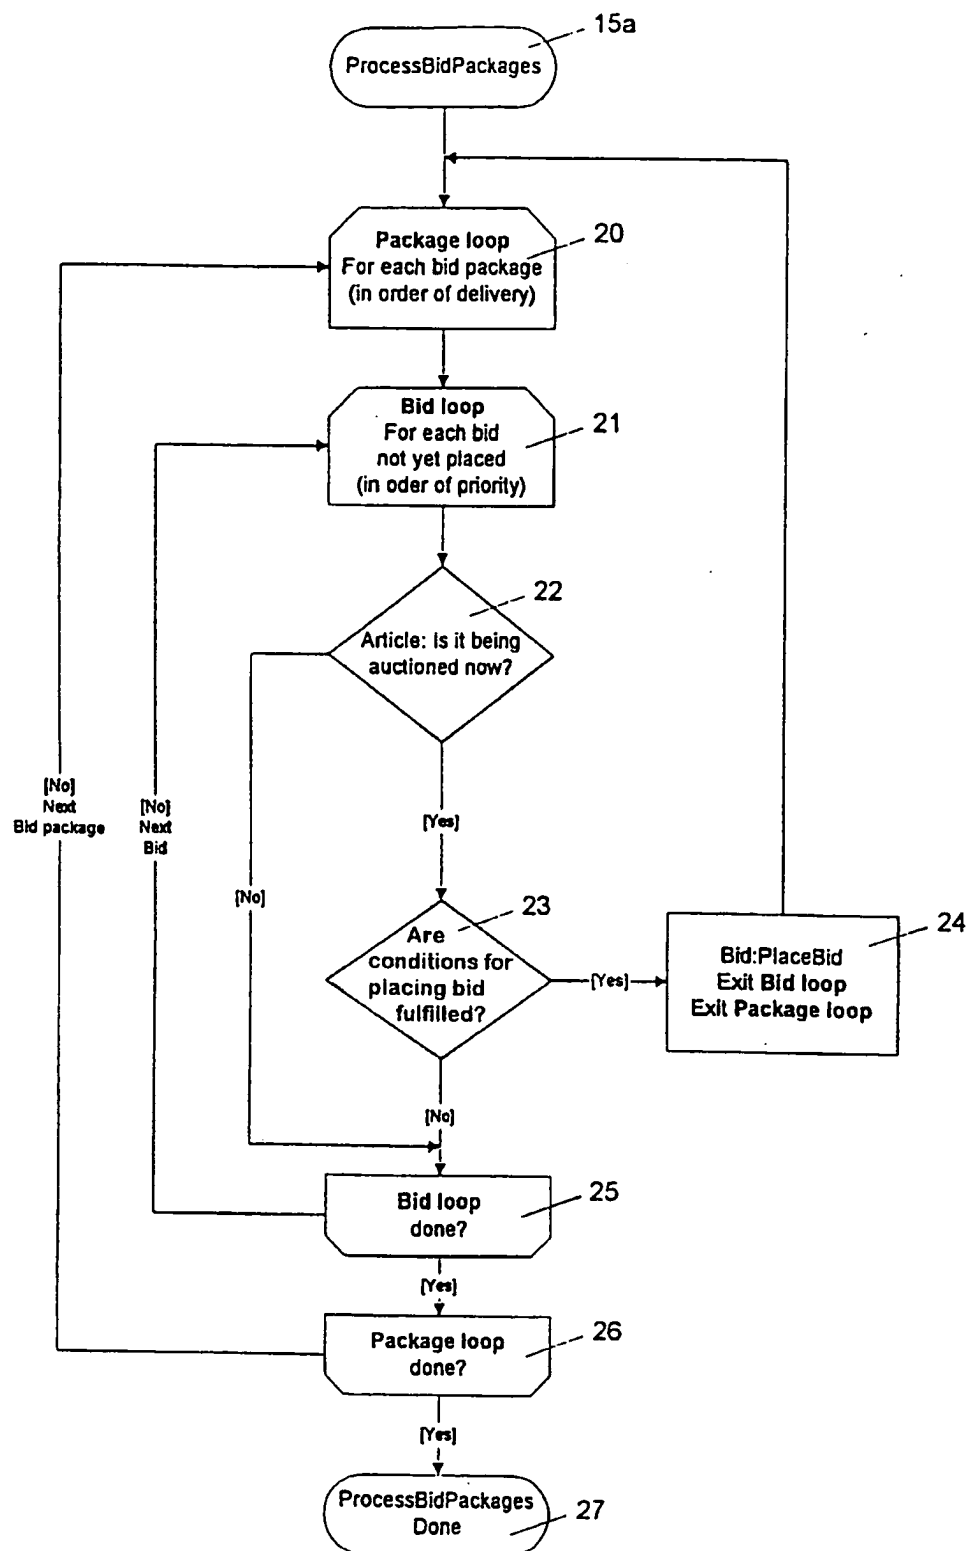 15a
ProcessBidPackages
20
Package loop
For each bid package
(in order of delivery)
21
Bid loop
For each bid
not yet placed
(in oder of priority)
22
Article: Is it being
auctioned now?
[No]
Next
Bid package
[No]
Next
Bid
[Yes]
[No]
23
Are
conditions for
placing bid
fulfilled?
[Yes]
24
Bid:PlaceBid
Exit Bid loop
Exit Package loop
[No]
Bid loop
done?
25
[Yes]
Package loop
done?
26
[Yes]
ProcessBidPackages
Done
27